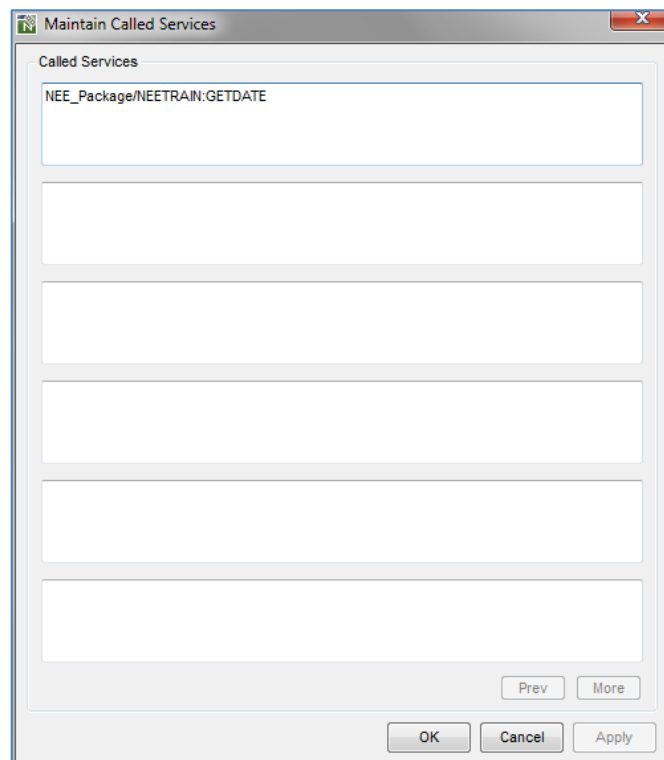 Maintain Called Services
Called Services
NEE_Package/NEETRAIN:GETDATE
Prev More
OK Cancel Apply